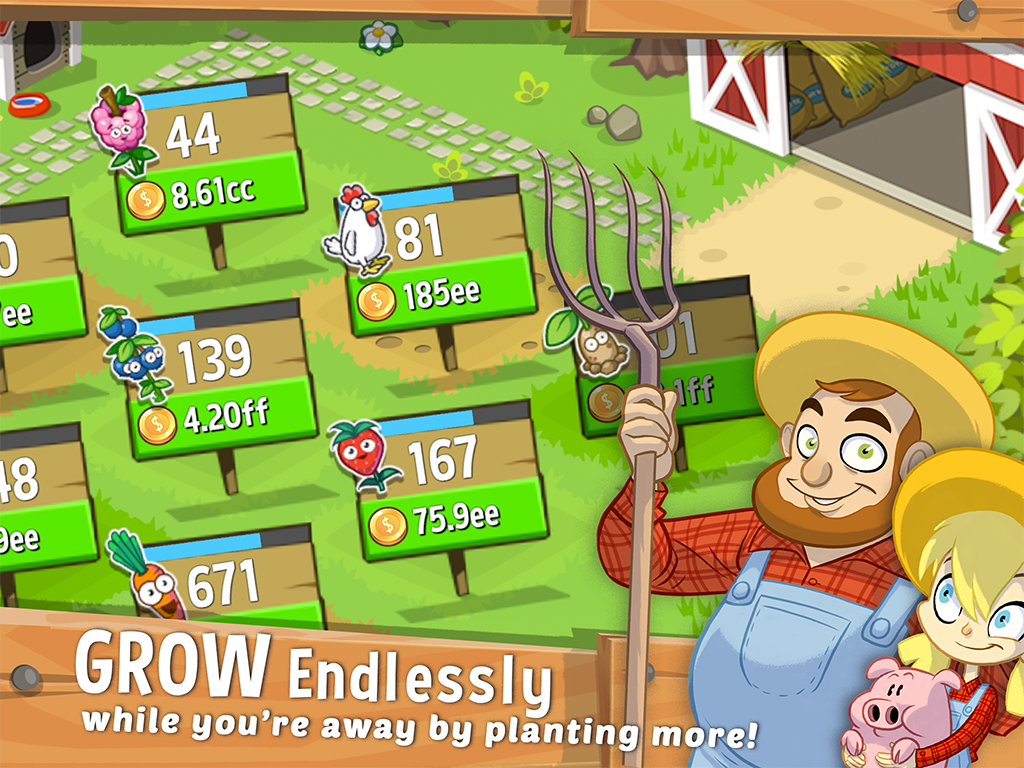 44
8.61cc
81
185ee
139
4.20ff
167
75.9ee
671
GROW Endlessly
while you're away by planting more!